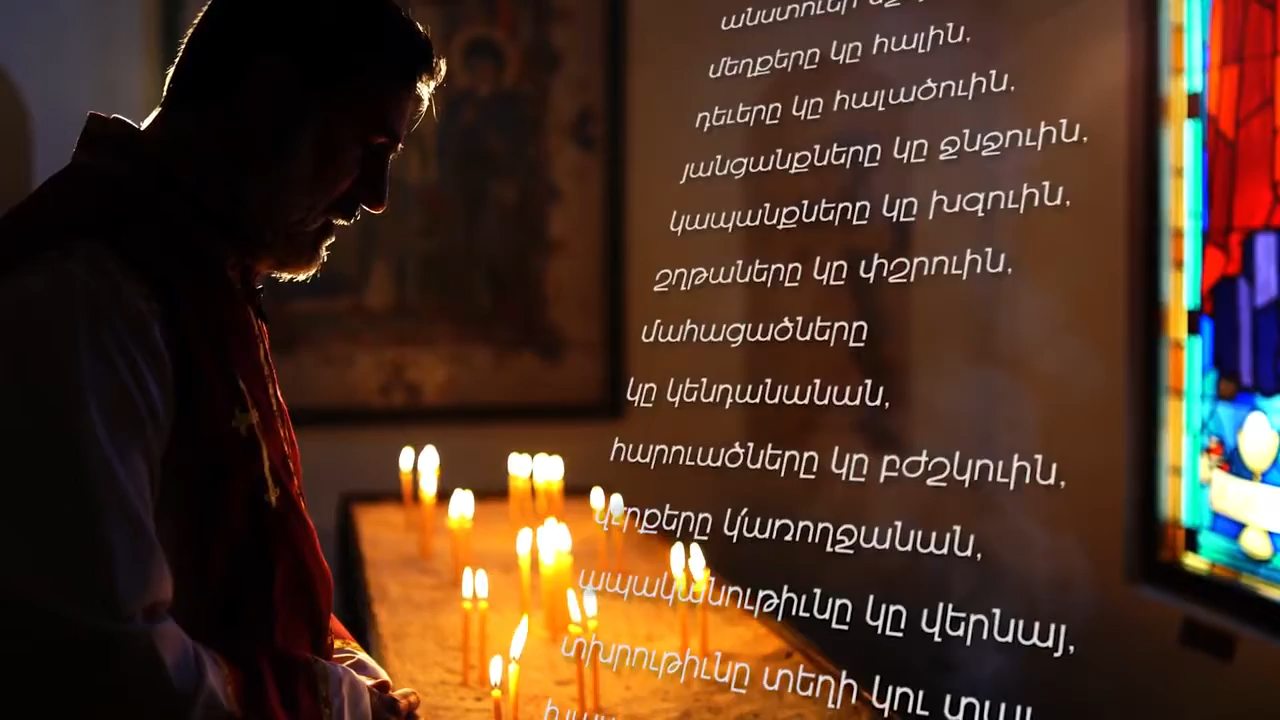 մեղքերը կը հալին,
դեւերը կը հալածուին,
յանցանքները կը ջնջուին,
կապանքները կը խզուին,
շղթաները կը փշրուին,
մահացածները
կը կենդանանան,
հարուածները կը բժշկուին,
վէրքերը կ՛առողջանան,
ապականութիւնը կը վերնայ,
տխրութիւնը տեղի կու տայ